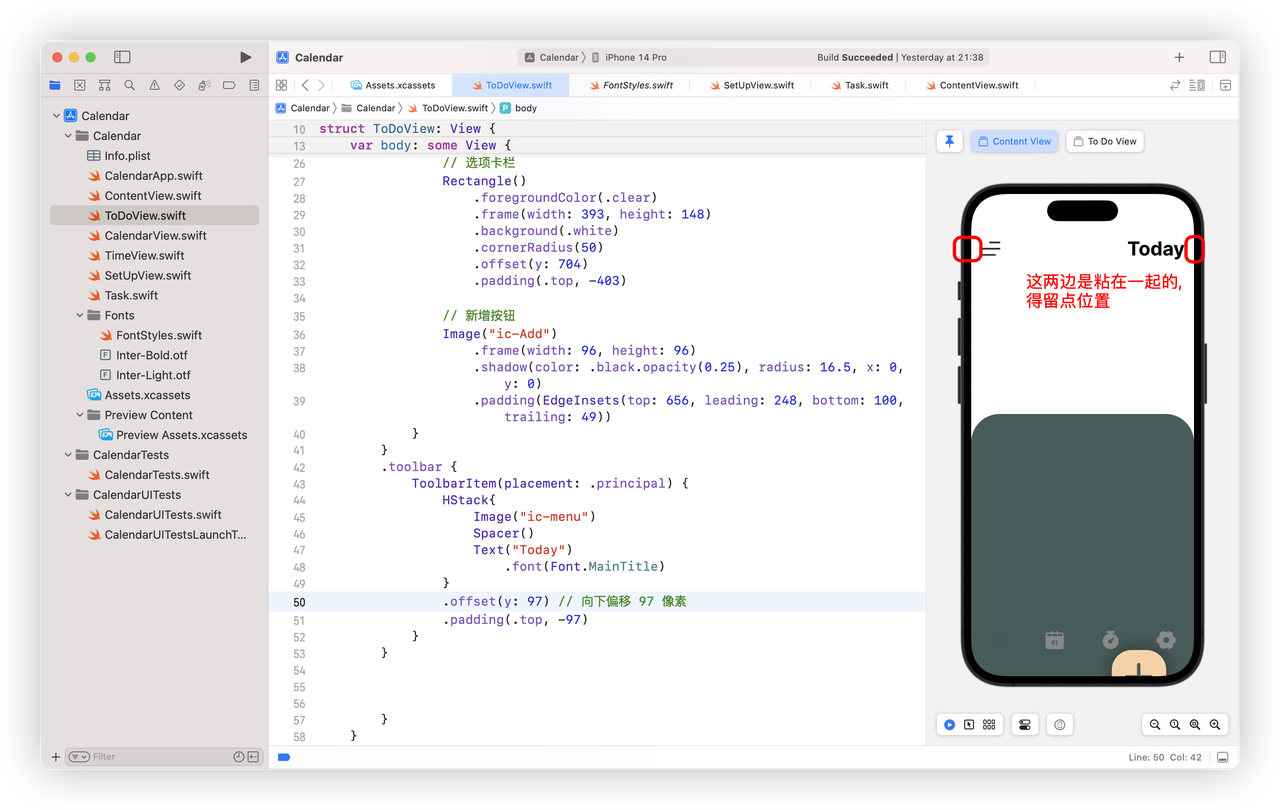 Calendar
Calendar
iPhone 14 Pro
Build Succeeded | Yesterday at 21:38
Assets.xcassets
ToDoView.swift
FontStyles.swift
SetUpView.swift
Task.swift
ContentView.swift
Calendar
Calendar
ToDoView.swift
P
body
Calendar
Calendar
Info.plist
CalendarApp.swift
ContentView.swift
ToDoView.swift
CalendarView.swift
TimeView.swift
SetUpView.swift
Task.swift
Fonts
FontStyles.swift
Inter-Bold.otf
Inter-Light.otf
Assets.xcassets
Preview Content
Preview Assets.xcassets
CalendarTests
CalendarTests.swift
CalendarUITests
CalendarUITests.swift
CalendarUITestsLaunchT...
Filter
10 struct ToDoView: View {
13 var body: some View {
26 // 选项卡栏
27 Rectangle()
28 .foregroundColor(.clear)
29 .frame(width: 393, height: 148)
30 .background(.white)
31 .cornerRadius(50)
32 .offset(y: 704)
33 .padding(.top, -403)
34
35 // 新增按钮
36 Image("ic-Add")
37 .frame(width: 96, height: 96)
38 .shadow(color: .black.opacity(0.25), radius: 16.5, x: 0,
y: 0)
39 .padding(EdgeInsets(top: 656, leading: 248, bottom: 100,
trailing: 49))
40 }
41 }
42 .toolbar {
43 ToolbarItem(placement: .principal) {
44 HStack{
45 Image("ic-menu")
46 Spacer()
47 Text("Today")
48 .font(Font.MainTitle)
49 }
50 .offset(y: 97) // 向下偏移 97 像素
51 .padding(.top, -97)
52 }
53 }
54
55
56
57 }
58 }
Content View
To Do View
Today
这两边是粘在一起的,
得留点位置
01
Line: 50 Col: 42